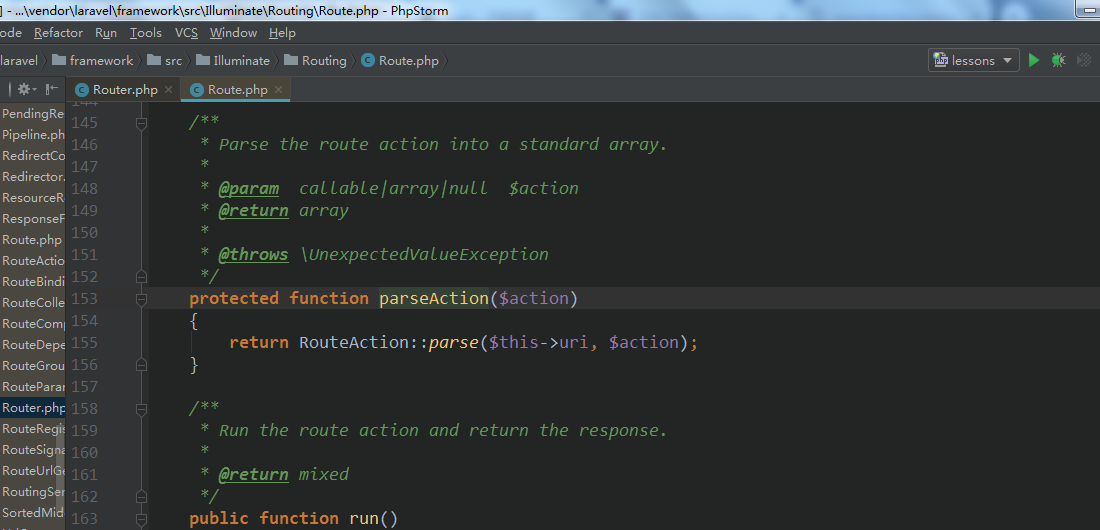 ] - ...\vendor\laravel\framework\src\Illuminate\Routing\Route.php - PhpStorm
ode Refactor Run Tools VCS Window Help
laravel framework src Illuminate Routing Route.php lessons
Router.php Route.php
144
PendingRe
Pipeline.ph
RedirectCo
Redirector.
ResourceR
ResponseF
Route.php
RouteActio
RouteBindi
RouteColle
RouteComp
RouteDepe
RouteGrou
RoutePara
Router.php
RouteRegis
RouteSigna
RouteUrlGe
RoutingSer
SortedMid
145 /**
146 * Parse the route action into a standard array.
147 *
148 * @param callable|array|null $action
149 * @return array
150 *
151 * @throws \UnexpectedValueException
152 */
153 protected function parseAction($action)
154 {
155 return RouteAction::parse($this->uri, $action);
156 }
157
158 /**
159 * Run the route action and return the response.
160 *
161 * @return mixed
162 */
163 public function run()